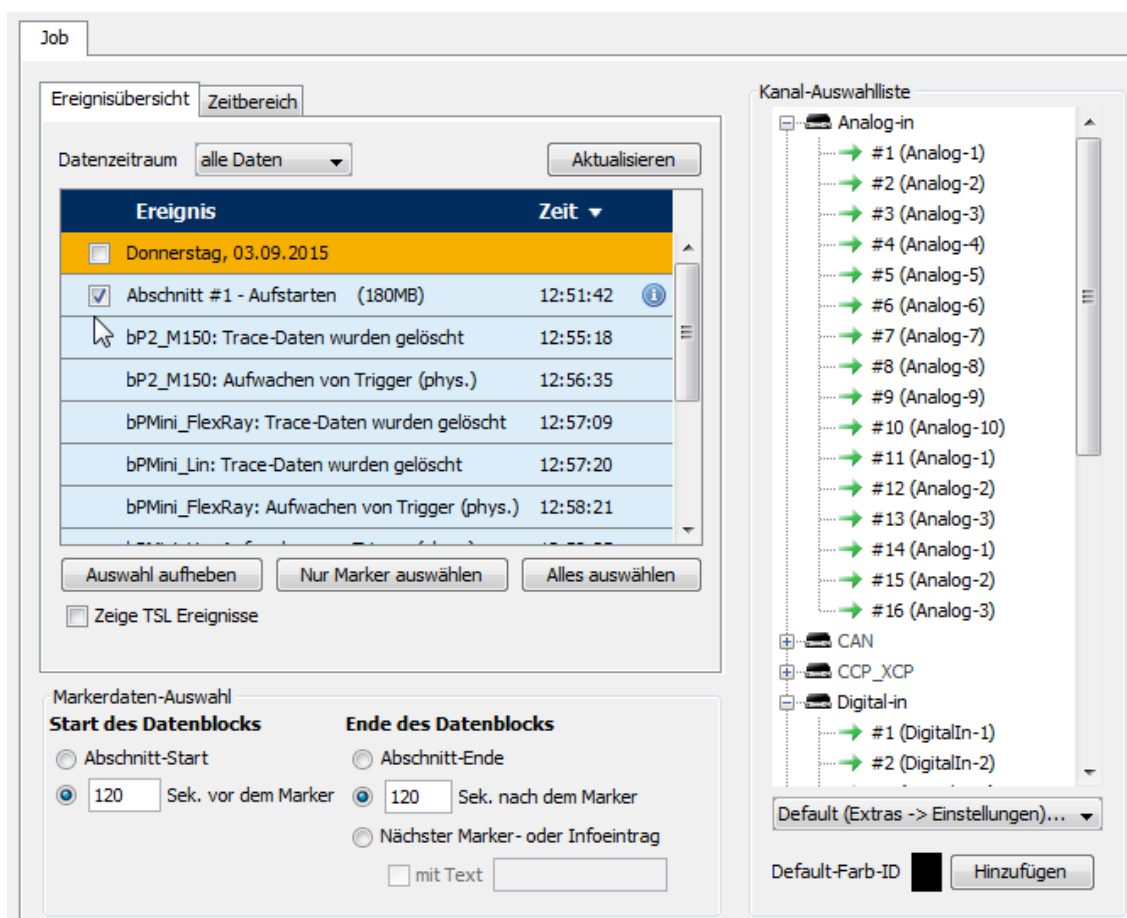 Job
Ereignisübersicht
Zeitbereich
Datenzeitraum
alle Daten
Aktualisieren
Ereignis
Zeit
Donnerstag, 03.09.2015
Abschnitt #1 - Aufstarten (180MB) 12:51:42
bP2_M150: Trace-Daten wurden gelöscht 12:55:18
bP2_M150: Aufwachen von Trigger (phys.) 12:56:35
bPMini_FlexRay: Trace-Daten wurden gelöscht 12:57:09
bPMini_Lin: Trace-Daten wurden gelöscht 12:57:20
bPMini_FlexRay: Aufwachen von Trigger (phys.) 12:58:21
Auswahl aufheben
Nur Marker auswählen
Alles auswählen
Zeige TSL Ereignisse
Markerdaten-Auswahl
Start des Datenblocks
Abschnitt-Start
120 Sek. vor dem Marker
Ende des Datenblocks
Abschnitt-Ende
120 Sek. nach dem Marker
Nächster Marker- oder Infoeintrag
mit Text
Kanal-Auswahlliste
Analog-in
#1 (Analog-1)
#2 (Analog-2)
#3 (Analog-3)
#4 (Analog-4)
#5 (Analog-5)
#6 (Analog-6)
#7 (Analog-7)
#8 (Analog-8)
#9 (Analog-9)
#10 (Analog-10)
#11 (Analog-1)
#12 (Analog-2)
#13 (Analog-3)
#14 (Analog-1)
#15 (Analog-2)
#16 (Analog-3)
CAN
CCP_XCP
Digital-in
#1 (DigitalIn-1)
#2 (DigitalIn-2)
Default (Extras -> Einstellungen)...
Default-Farb-ID
Hinzufügen